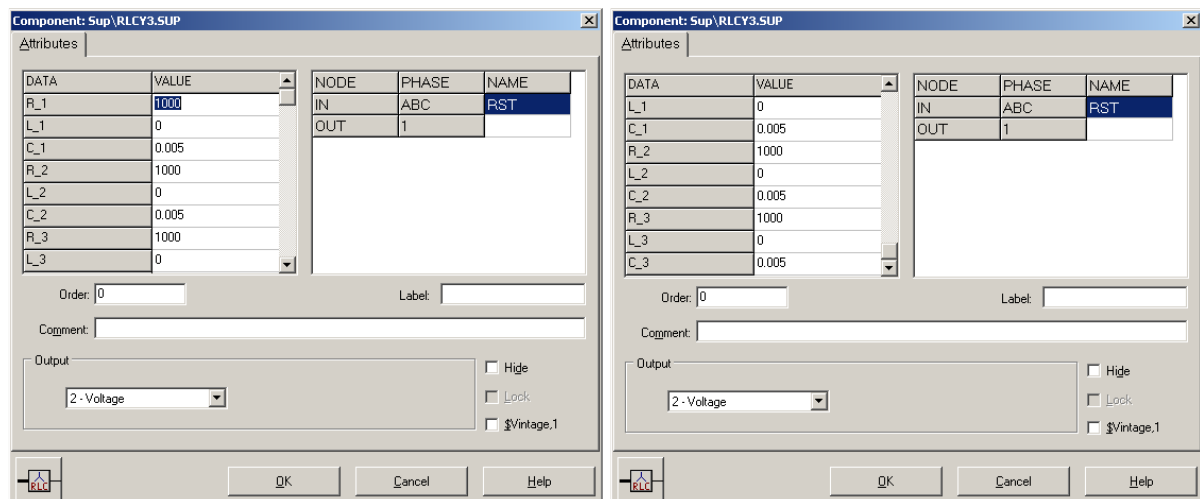 Component: Sup\RLCY3.SUP
Attributes
DATA VALUE
R_1 1000
L_1 0
C_1 0.005
R_2 1000
L_2 0
C_2 0.005
R_3 1000
L_3 0
NODE PHASE NAME
IN ABC RST
OUT 1
Order: 0
Label:
Comment:
Output
2 - Voltage
Hide
Lock
$Vintage,1
RLC
OK
Cancel
Help
Component: Sup\RLCY3.SUP
Attributes
DATA VALUE
L_1 0
C_1 0.005
R_2 1000
L_2 0
C_2 0.005
R_3 1000
L_3 0
C_3 0.005
NODE PHASE NAME
IN ABC RST
OUT 1
Order: 0
Label:
Comment:
Output
2 - Voltage
Hide
Lock
$Vintage,1
RLC
OK
Cancel
Help